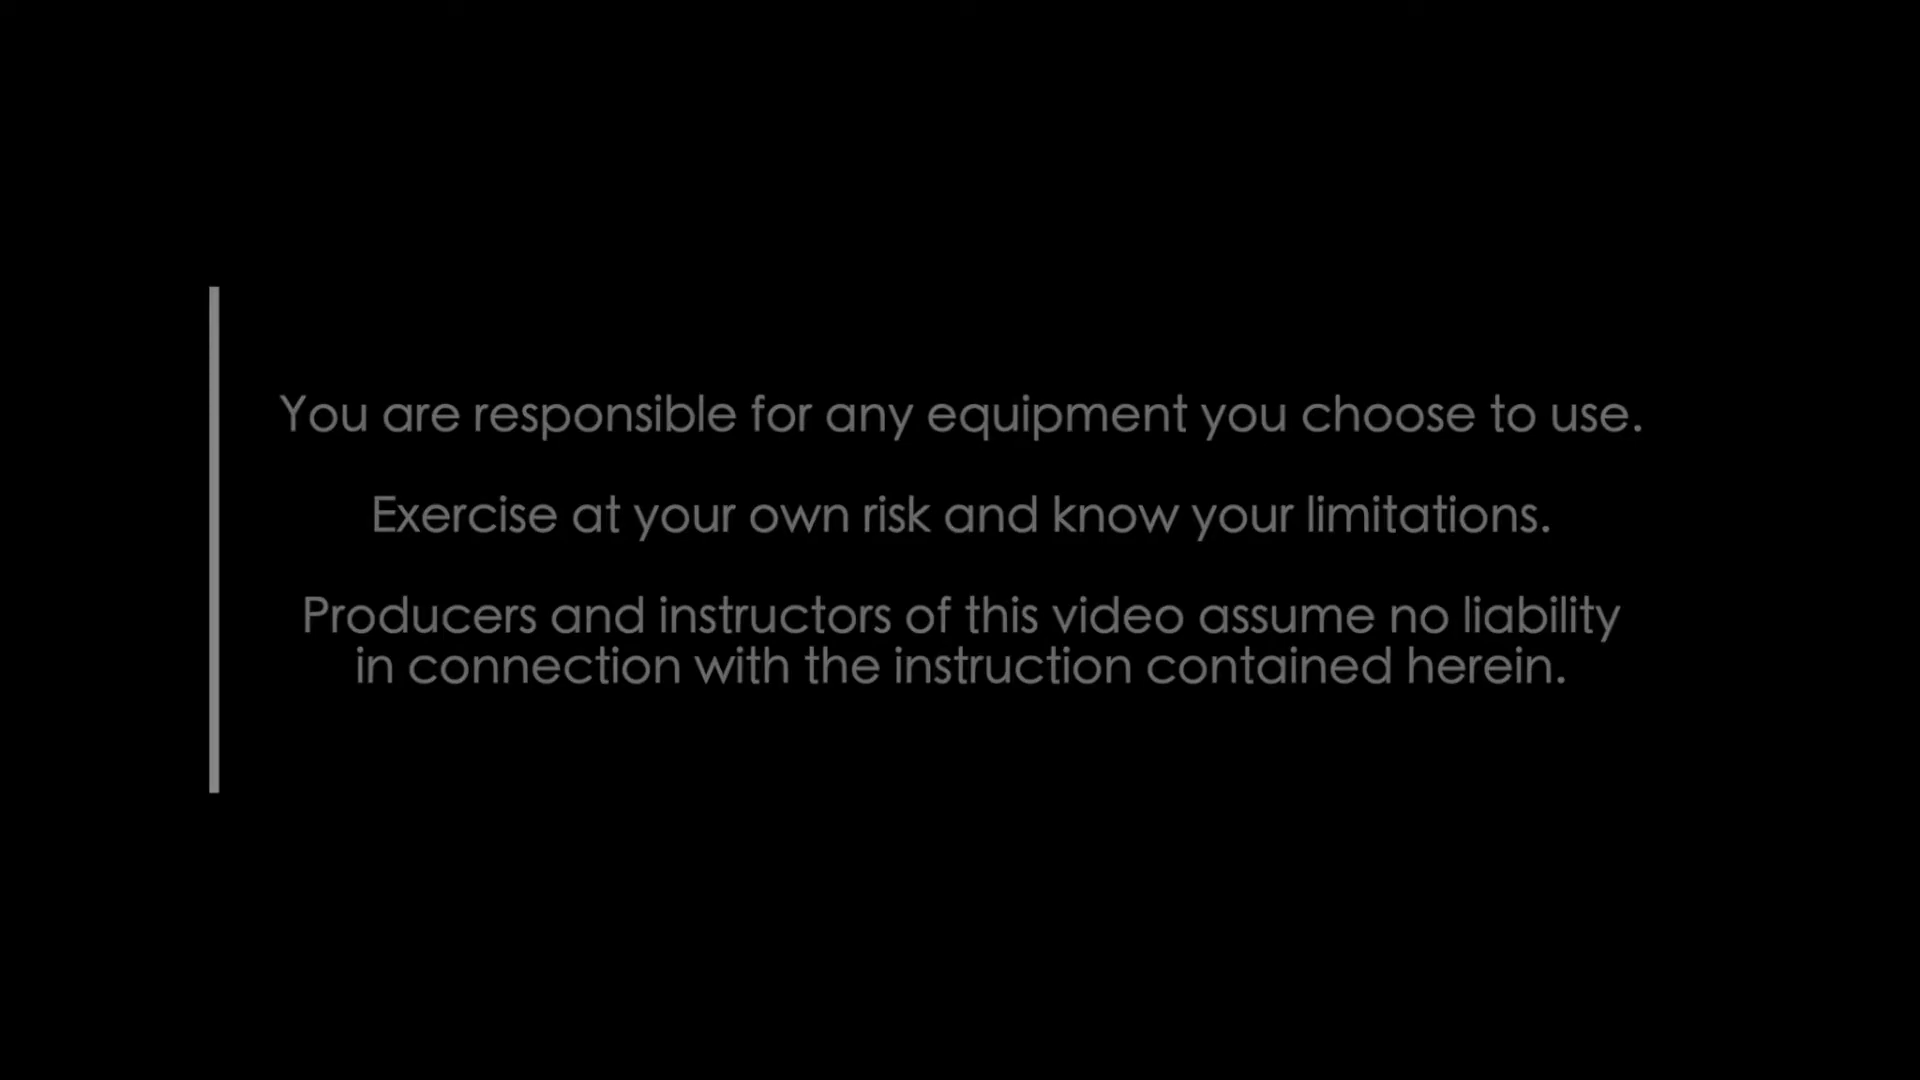 You are responsible for any equipment you choose to use.
Exercise at your own risk and know your limitations.
Producers and instructors of this video assume no liability
in connection with the instruction contained herein.